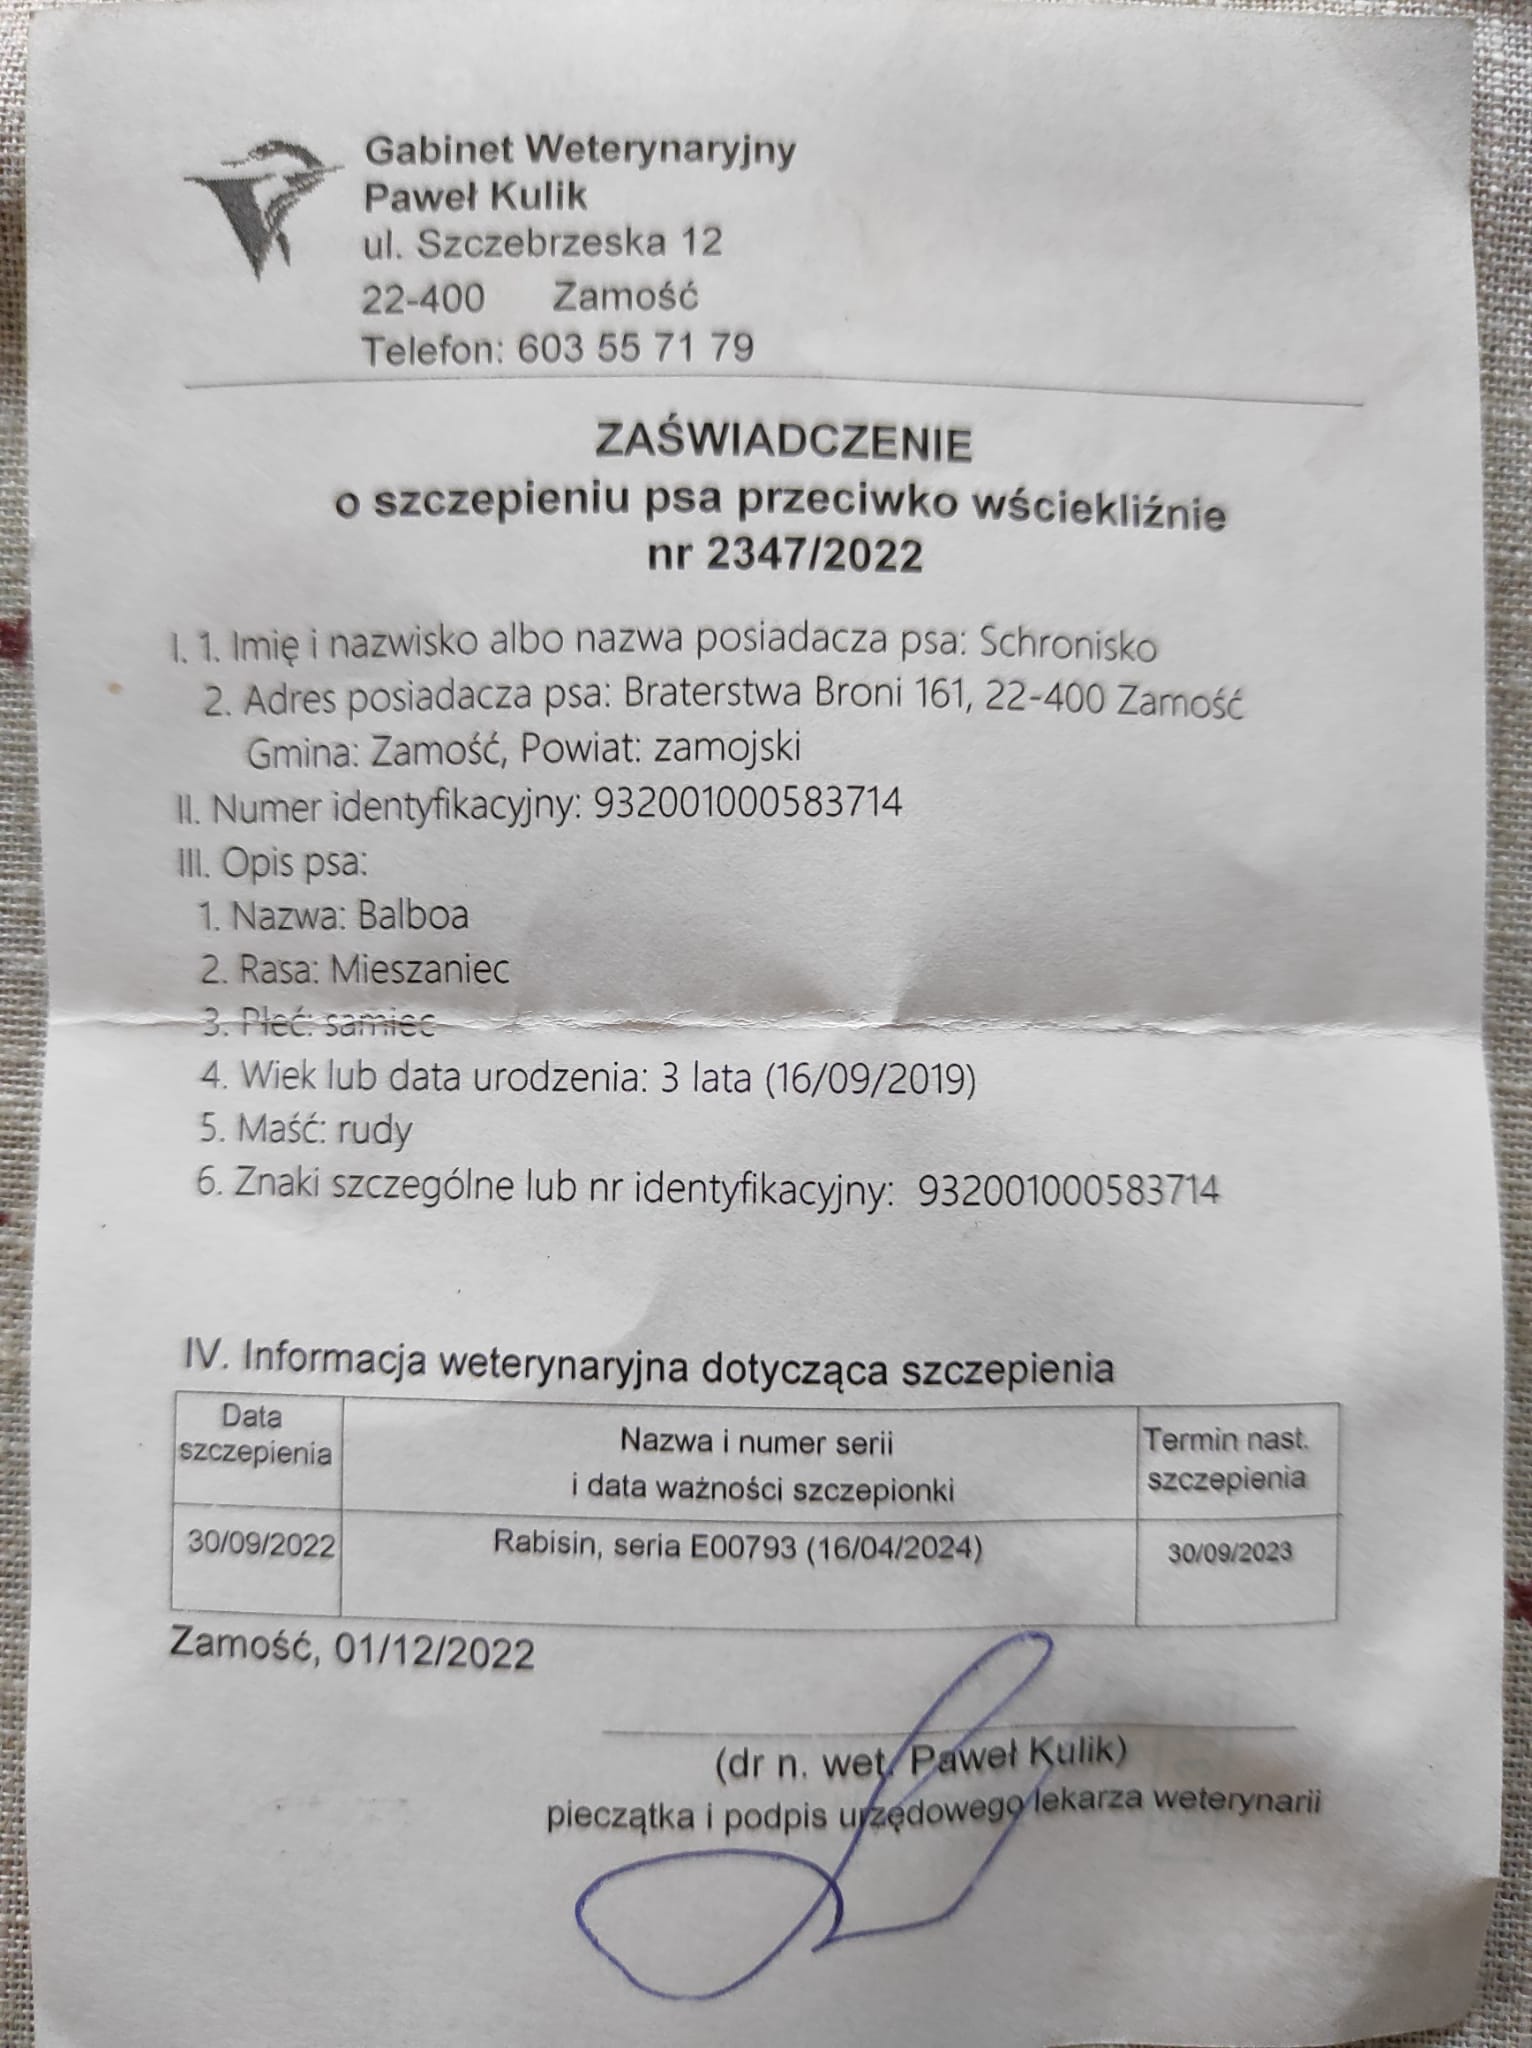 Gabinet Weterynaryjny
Paweł Kulik
ul. Szczebrzeska 12
22-400 Zamość
Telefon: 603 55 71 79
ZAŚWIADCZENIE
o szczepieniu psa przeciwko wściekliźnie
nr 2347/2022
I. 1. Imię i nazwisko albo nazwa posiadacza psa: Schronisko
2. Adres posiadacza psa: Braterstwa Broni 161, 22-400 Zamość
Gmina: Zamość, Powiat: zamojski
II. Numer identyfikacyjny: 932001000583714
III. Opis psa:
1. Nazwa: Balboa
2. Rasa: Mieszaniec
3. Płeć: samiec
4. Wiek lub data urodzenia: 3 lata (16/09/2019)
5. Maść: rudy
6. Znaki szczególne lub nr identyfikacyjny: 932001000583714
IV. Informacja weterynaryjna dotycząca szczepienia
Data
szczepienia
Nazwa i numer serii
i data ważności szczepionki
Termin nast.
szczepienia
30/09/2022
Rabisin, seria E00793 (16/04/2024)
30/09/2023
Zamość, 01/12/2022
(dr n. wet. Paweł Kulik)
pieczątka i podpis urzędowego lekarza weterynarii